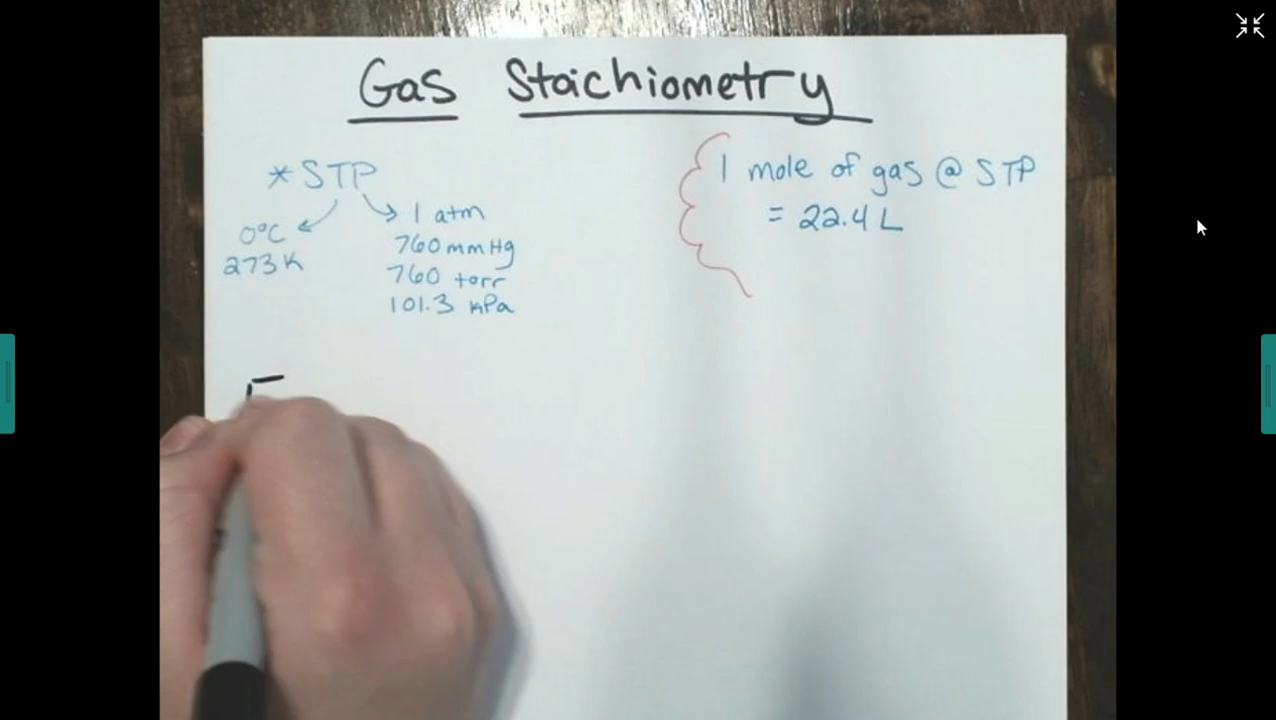 Gas Stoichiometry
*STP
0°C
273K
1 atm
760 mmHg
760 torr
101.3 kPa
1 mole of gas @ STP
= 22.4 L